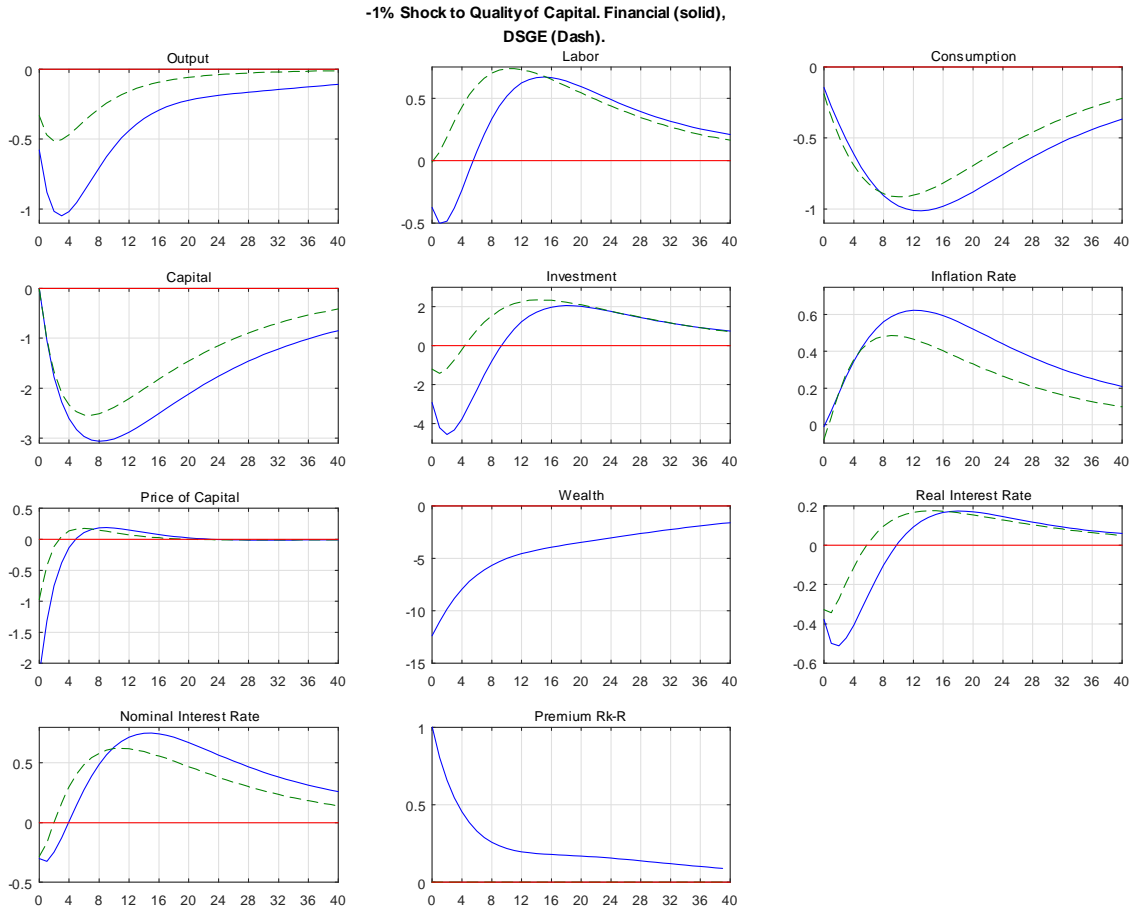 -1% Shock to Quality of Capital. Financial (solid),
DSGE (Dash).
Output
0
-0.5
-1
0 4 8 12 16 20 24 28 32 36 40
Labor
0.5
0
-0.5
0 4 8 12 16 20 24 28 32 36 40
Consumption
0
-0.5
-1
0 4 8 12 16 20 24 28 32 36 40
Capital
0
-1
-2
-3
0 4 8 12 16 20 24 28 32 36 40
Investment
2
0
-2
-4
0 4 8 12 16 20 24 28 32 36 40
Inflation Rate
0.6
0.4
0.2
0
0 4 8 12 16 20 24 28 32 36 40
Price of Capital
0.5
0
-0.5
-1
-1.5
-2
0 4 8 12 16 20 24 28 32 36 40
Wealth
0
-5
-10
-15
0 4 8 12 16 20 24 28 32 36 40
Real Interest Rate
0.2
0
-0.2
-0.4
-0.6
0 4 8 12 16 20 24 28 32 36 40
Nominal Interest Rate
0.5
0
-0.5
0 4 8 12 16 20 24 28 32 36 40
Premium Rk-R
1
0.5
0
0 4 8 12 16 20 24 28 32 36 40